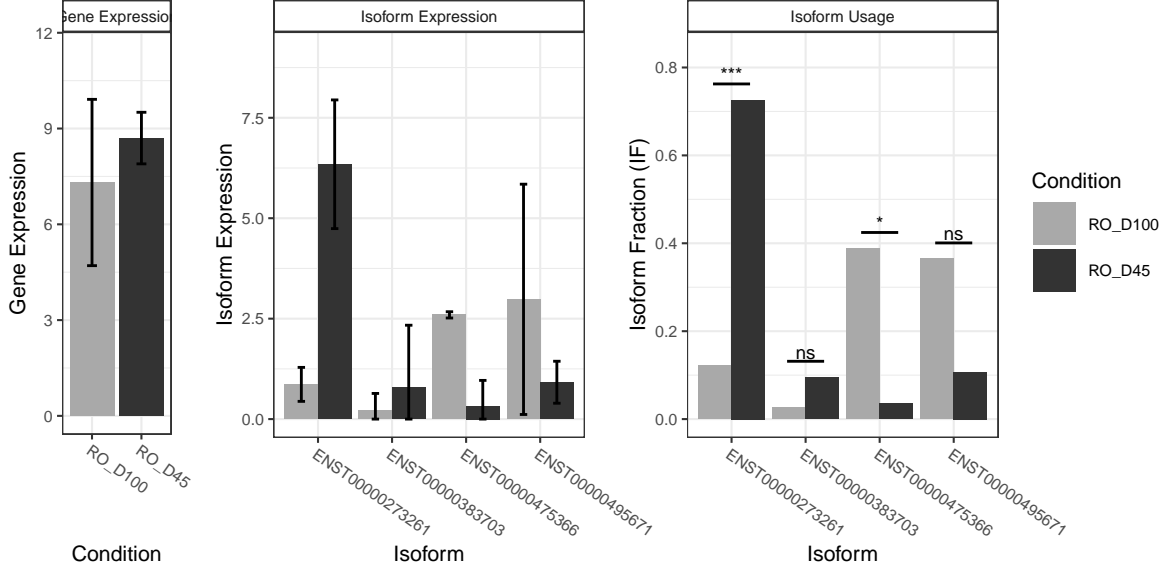 Gene Expression
Isoform Expression
Isoform Usage
Gene Expression
12
9
6
3
0
RO_D100
RO_D45
Condition
Isoform Expression
7.5
5.0
2.5
0.0
ENST00000273261
ENST00000383703
ENST00000475366
ENST00000495671
Isoform
Isoform Fraction (IF)
0.8
0.6
0.4
0.2
0.0
***
ns
*
ns
ENST00000273261
ENST00000383703
ENST00000475366
ENST00000495671
Isoform
Condition
RO_D100
RO_D45